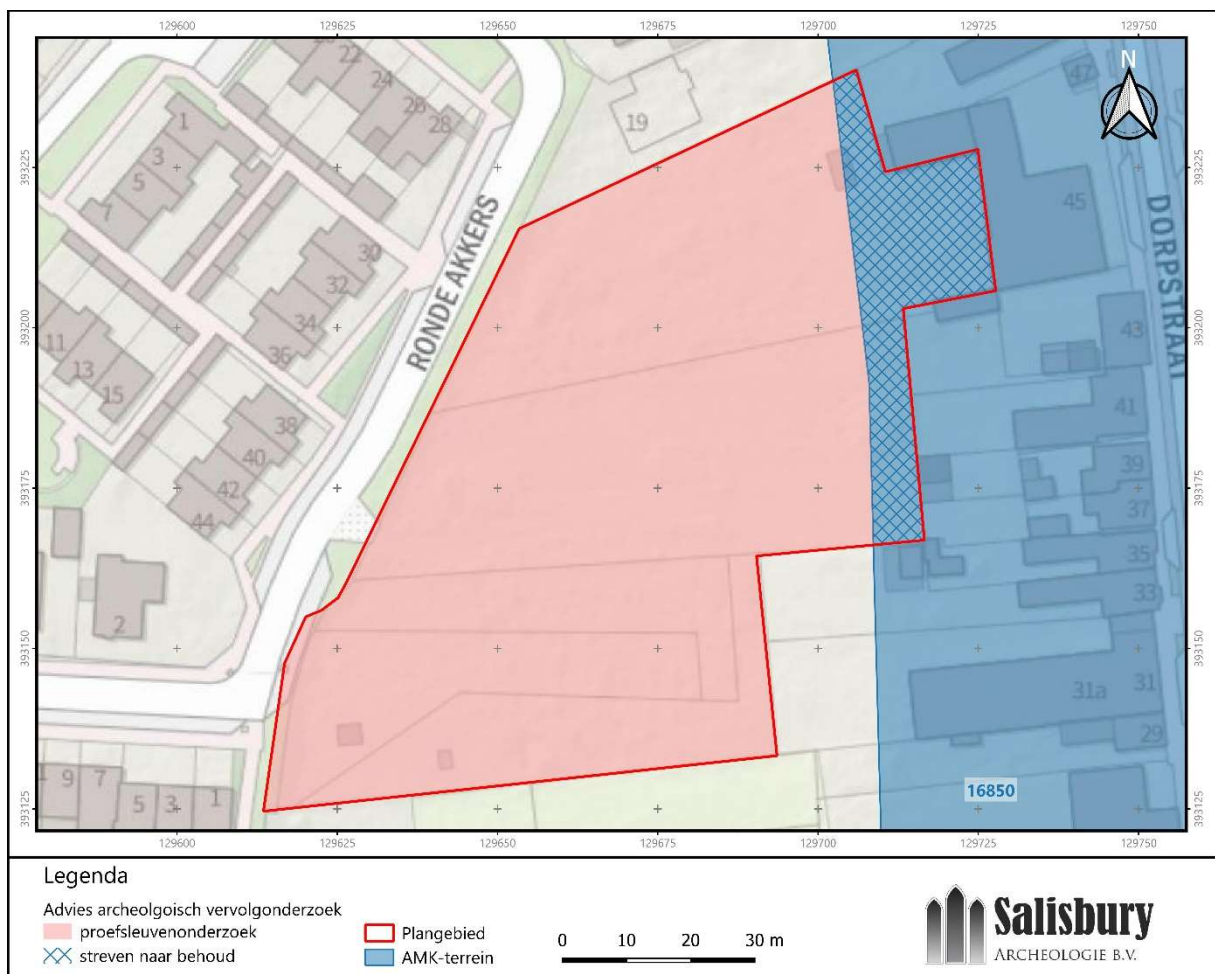 129600 129625 129650 129675 129700 129725 129750
393225 393225
393200 393200
393175 393175
393150 393150
393125 393125
N
22
24
26
28
19
47
1
3
5
7
45
30
32
34
36
RONDE AKKERS
DORPSTRAAT
43
11
13
15
41
38
40
42
44
39
37
35
33
2
31a 31
29
9 7 5 3 1
16850
129600 129625 129650 129675 129700 129725 129750
Legenda
Advies archeolgoisch vervolgonderzoek
proefsleuvenonderzoek
streven naar behoud
Plangebied
AMK-terrein
0 10 20 30 m
Salisbury
ARCHEOLOGIE B.V.